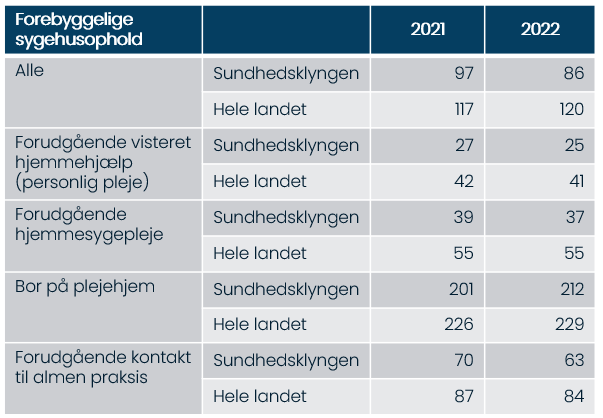 Forebyggelige
sygehusophold 2021 2022
Alle Sundhedsklyngen 97 86
Hele landet 117 120
Forudgående visteret
hjemmehjælp
(personlig pleje) Sundhedsklyngen 27 25
Hele landet 42 41
Forudgående
hjemmesygepleje Sundhedsklyngen 39 37
Hele landet 55 55
Bor på plejehjem Sundhedsklyngen 201 212
Hele landet 226 229
Forudgående kontakt
til almen praksis Sundhedsklyngen 70 63
Hele landet 87 84